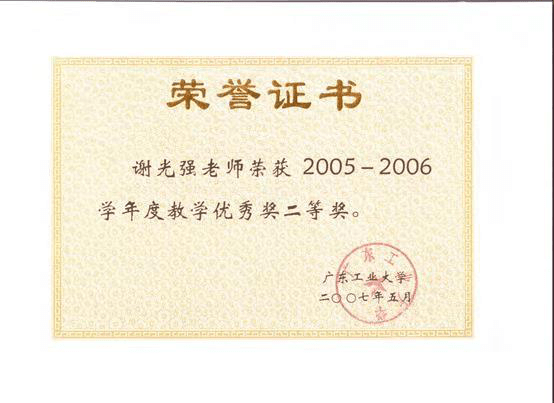 荣誉证书
谢光强老师荣获 2005－2006
学年度教学优秀奖二等奖。
广东工业大学
二〇〇七年五月